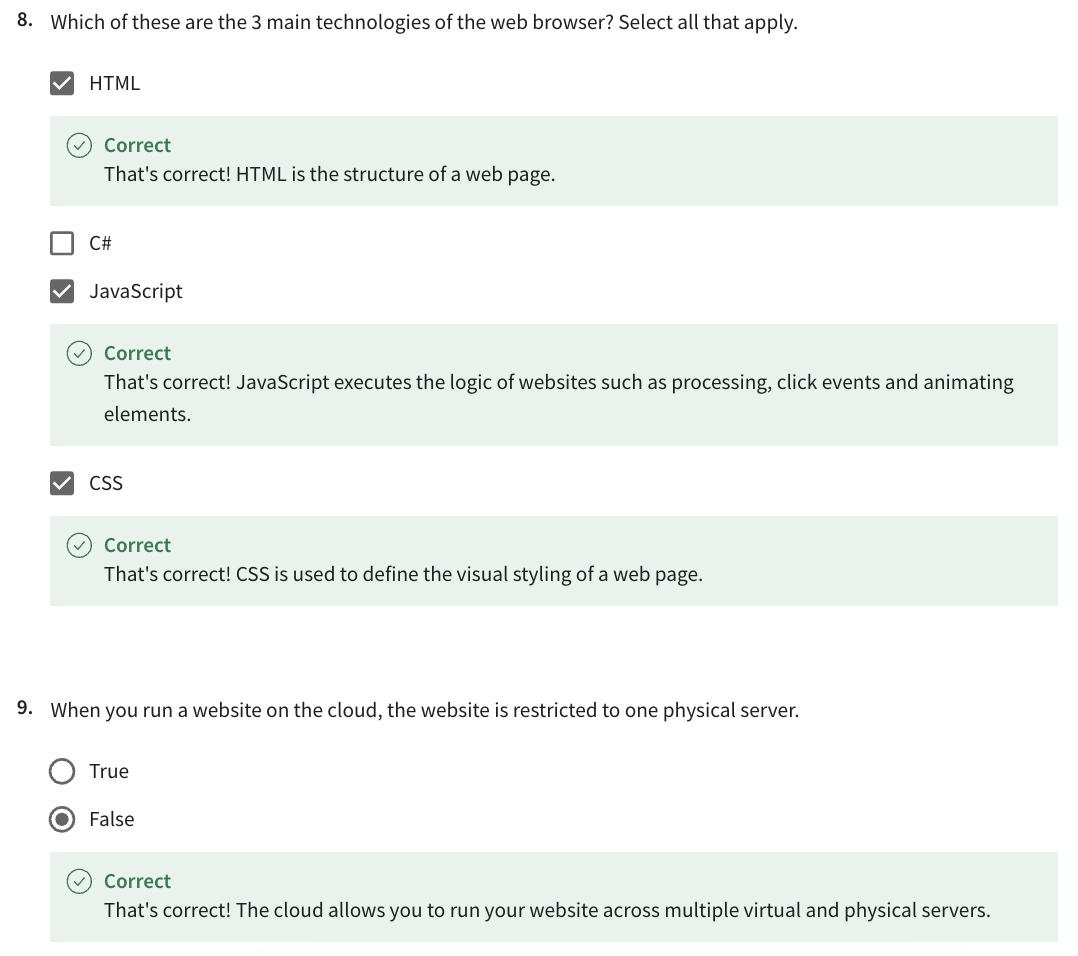 8. Which of these are the 3 main technologies of the web browser? Select all that apply.
HTML
Correct
That's correct! HTML is the structure of a web page.
C#
JavaScript
Correct
That's correct! JavaScript executes the logic of websites such as processing, click events and animating
elements.
CSS
Correct
That's correct! CSS is used to define the visual styling of a web page.
9. When you run a website on the cloud, the website is restricted to one physical server.
True
False
Correct
That's correct! The cloud allows you to run your website across multiple virtual and physical servers.